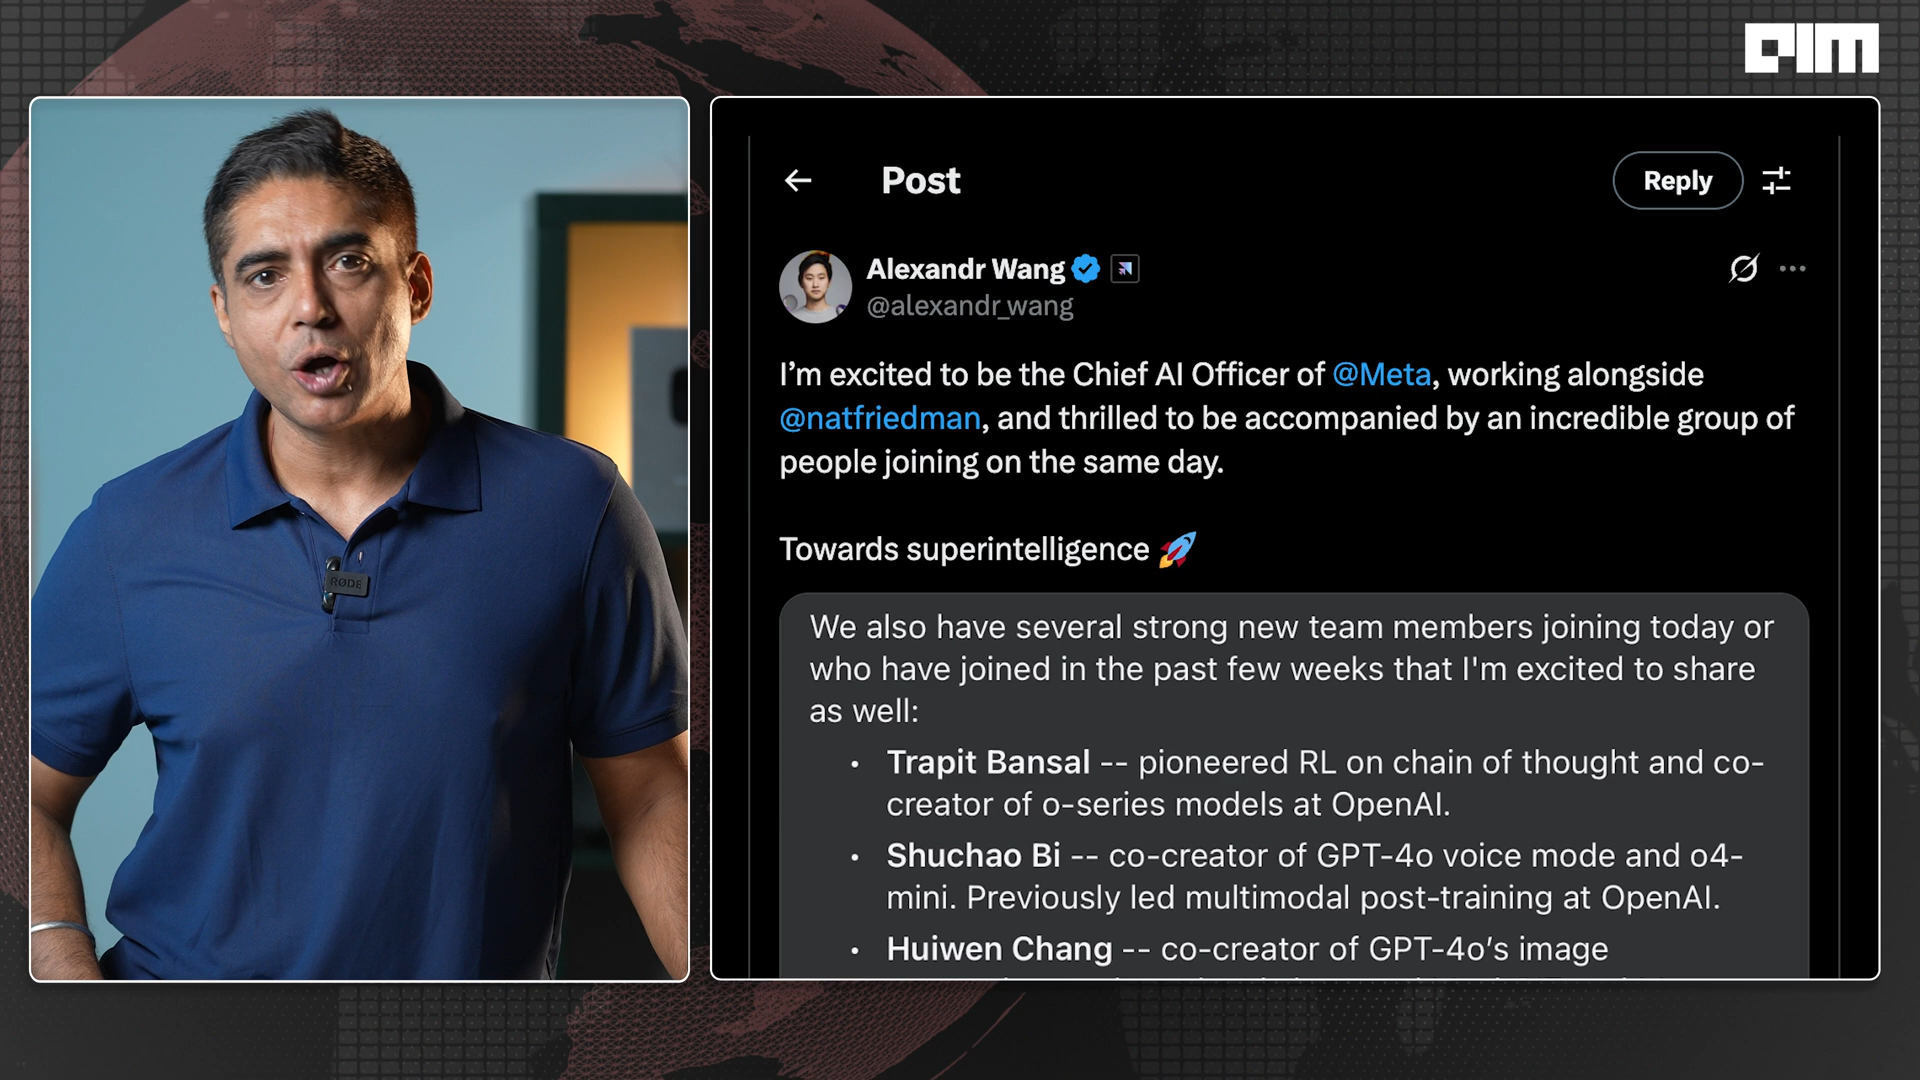 AIM
Post
Reply
Alexandr Wang
@alexandr_wang
I'm excited to be the Chief AI Officer of @Meta, working alongside
@natfriedman, and thrilled to be accompanied by an incredible group of
people joining on the same day.
Towards superintelligence 🚀
We also have several strong new team members joining today or
who have joined in the past few weeks that I'm excited to share
as well:
• Trapit Bansal -- pioneered RL on chain of thought and co-
creator of o-series models at OpenAI.
• Shuchao Bi -- co-creator of GPT-4o voice mode and o4-
mini. Previously led multimodal post-training at OpenAI.
• Huiwen Chang -- co-creator of GPT-4o's image
RØDE